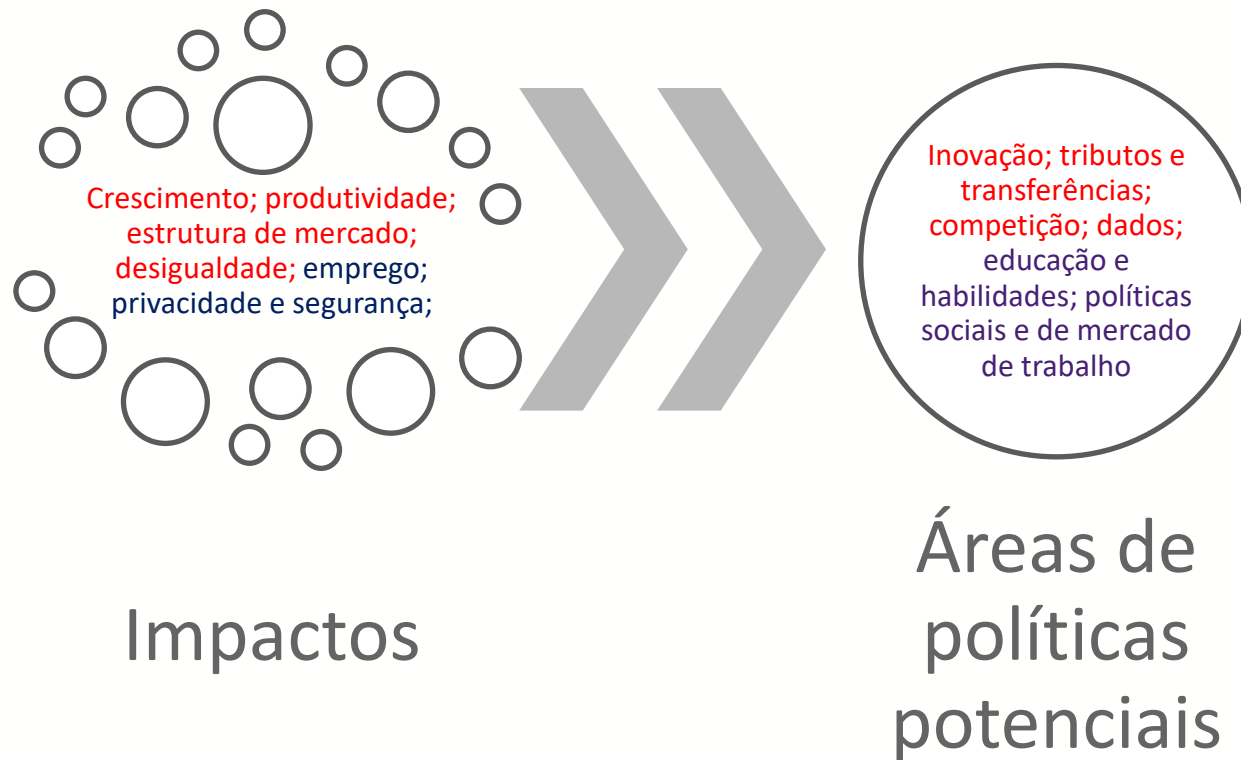 Crescimento; produtividade;
estrutura de mercado;
desigualdade; emprego;
privacidade e segurança;
Inovação; tributos e
transferências;
competição; dados;
educação e
habilidades; políticas
sociais e de mercado
de trabalho
Impactos
Áreas de
políticas
potenciais